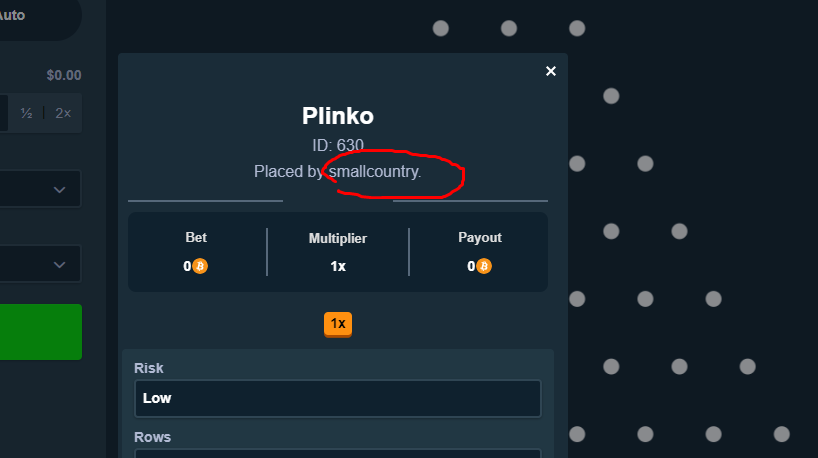 Auto
$0.00
½ 2x
×
Plinko
ID: 630
Placed by smallcountry.
Bet Multiplier Payout
0 1x 0
1x
Risk
Low
Rows